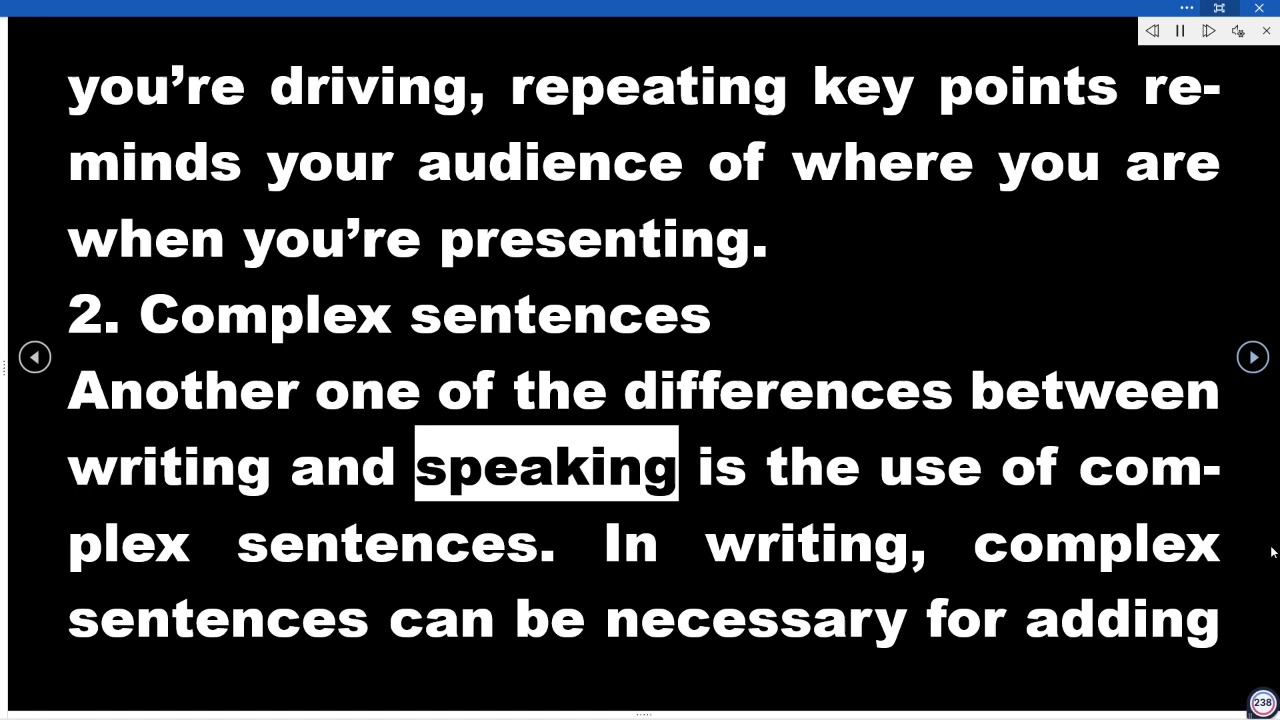 you’re driving, repeating key points re-
minds your audience of where you are
when you’re presenting.
2. Complex sentences
Another one of the differences between
writing and speaking is the use of com-
plex sentences. In writing, complex
sentences can be necessary for adding
238